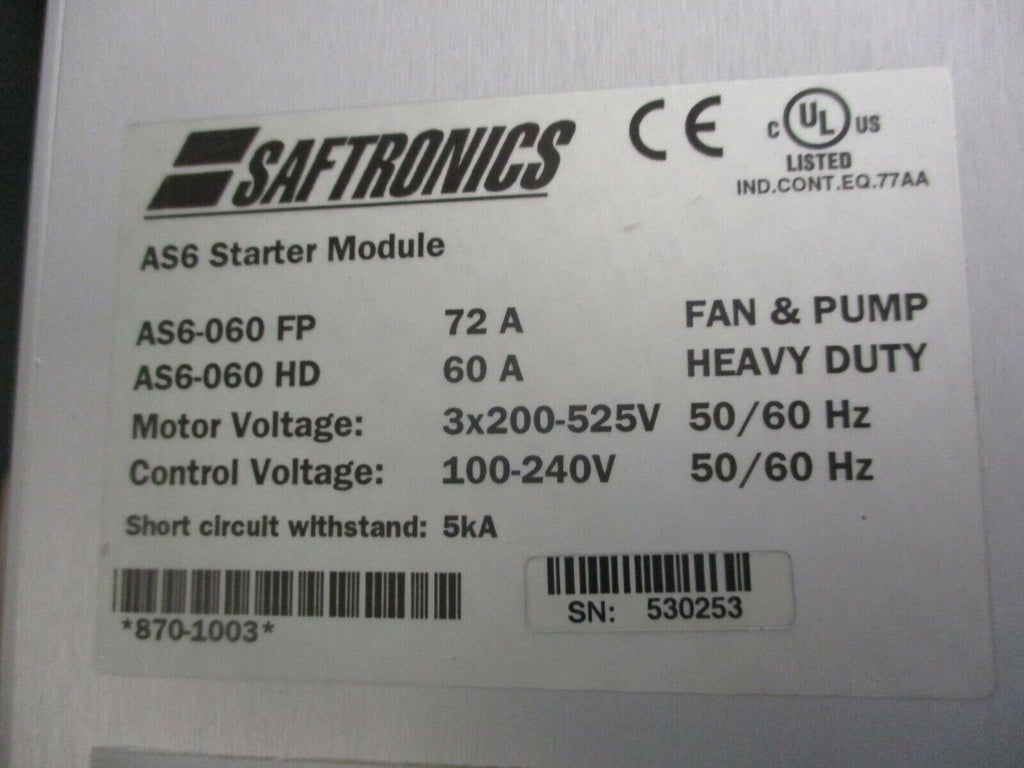 SAFTRONICS
CE
C UL US
LISTED
IND.CONT.EQ.77AA
AS6 Starter Module
AS6-060 FP 72 A FAN & PUMP
AS6-060 HD 60 A HEAVY DUTY
Motor Voltage: 3x200-525V 50/60 Hz
Control Voltage: 100-240V 50/60 Hz
Short circuit withstand: 5kA
*870-1003*
SN: 530253